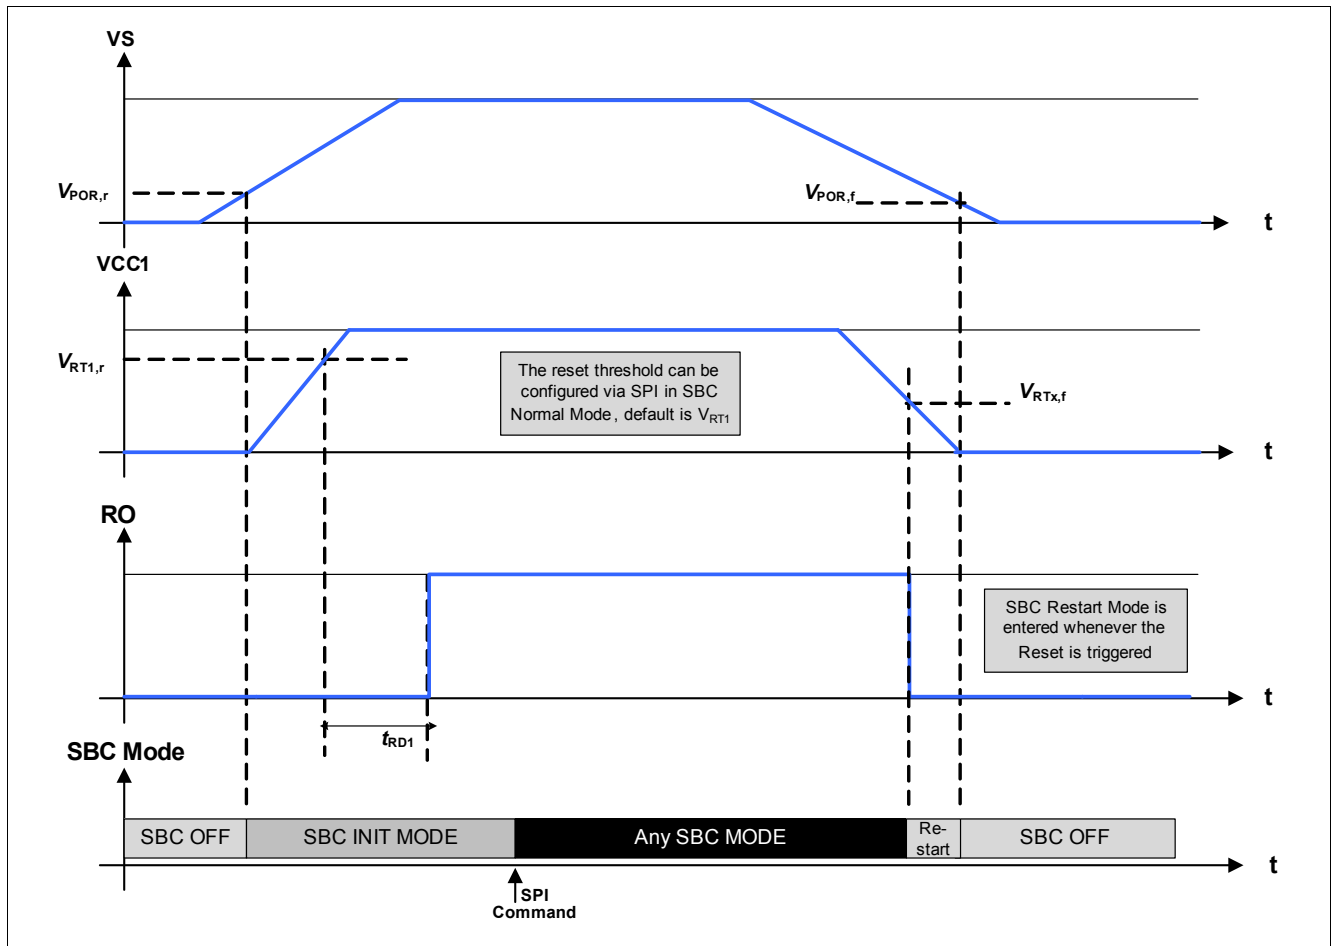 VS
VPOR,r
VPOR,f
t
VCC1
VRT1,r
The reset threshold can be
configured via SPI in SBC
Normal Mode, default is VRT1
VRTx,f
t
RO
SBC Restart Mode is
entered whenever the
Reset is triggered
t
tRD1
SBC Mode
SBC OFF
SBC INIT MODE
Any SBC MODE
Re-
start
SBC OFF
t
SPI
Command